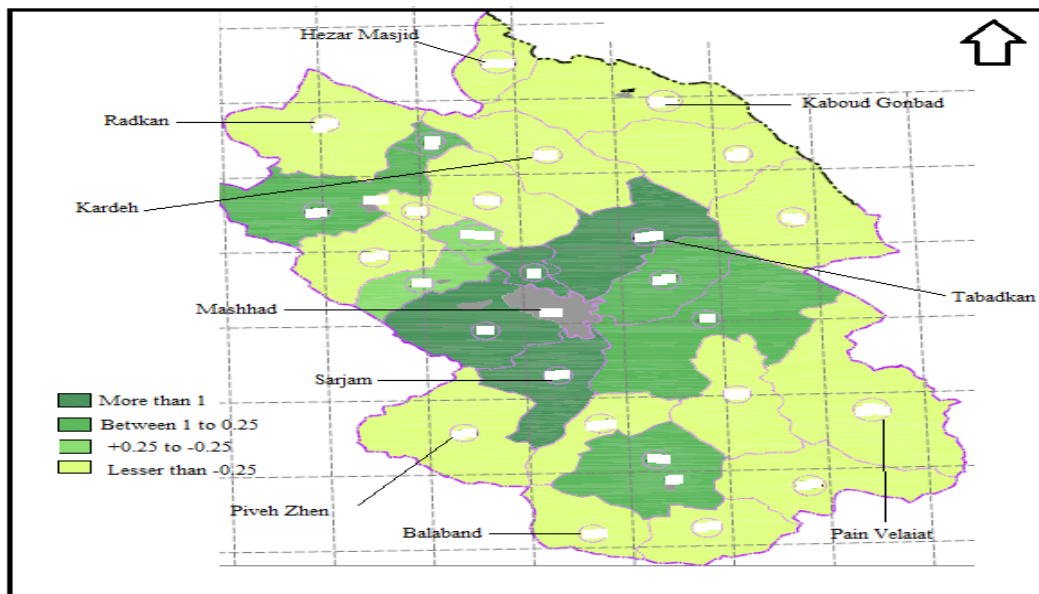 Hezar Masjid
Kaboud Gonbad
Radkan
Kardeh
Tabadkan
Mashhad
Sarjam
More than 1
Between 1 to 0.25
+0.25 to -0.25
Lesser than -0.25
Piveh Zhen
Balaband
Pain Velaiat